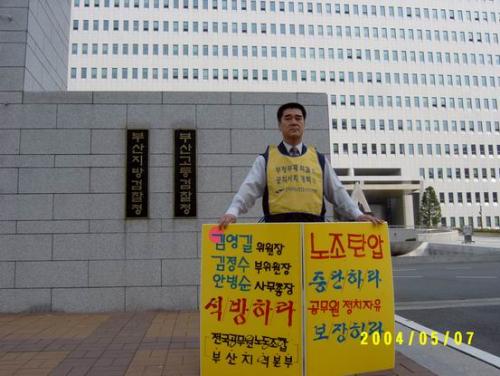 부산지방검찰청
부산고등검찰청
김영길 위원장
김정수 부위원장
안병순 사무총장
석방하라
전국공무원노동조합
부산지역본부
노조탄압
중단하라
공무원 정치자유
보장하라
2004/05/07